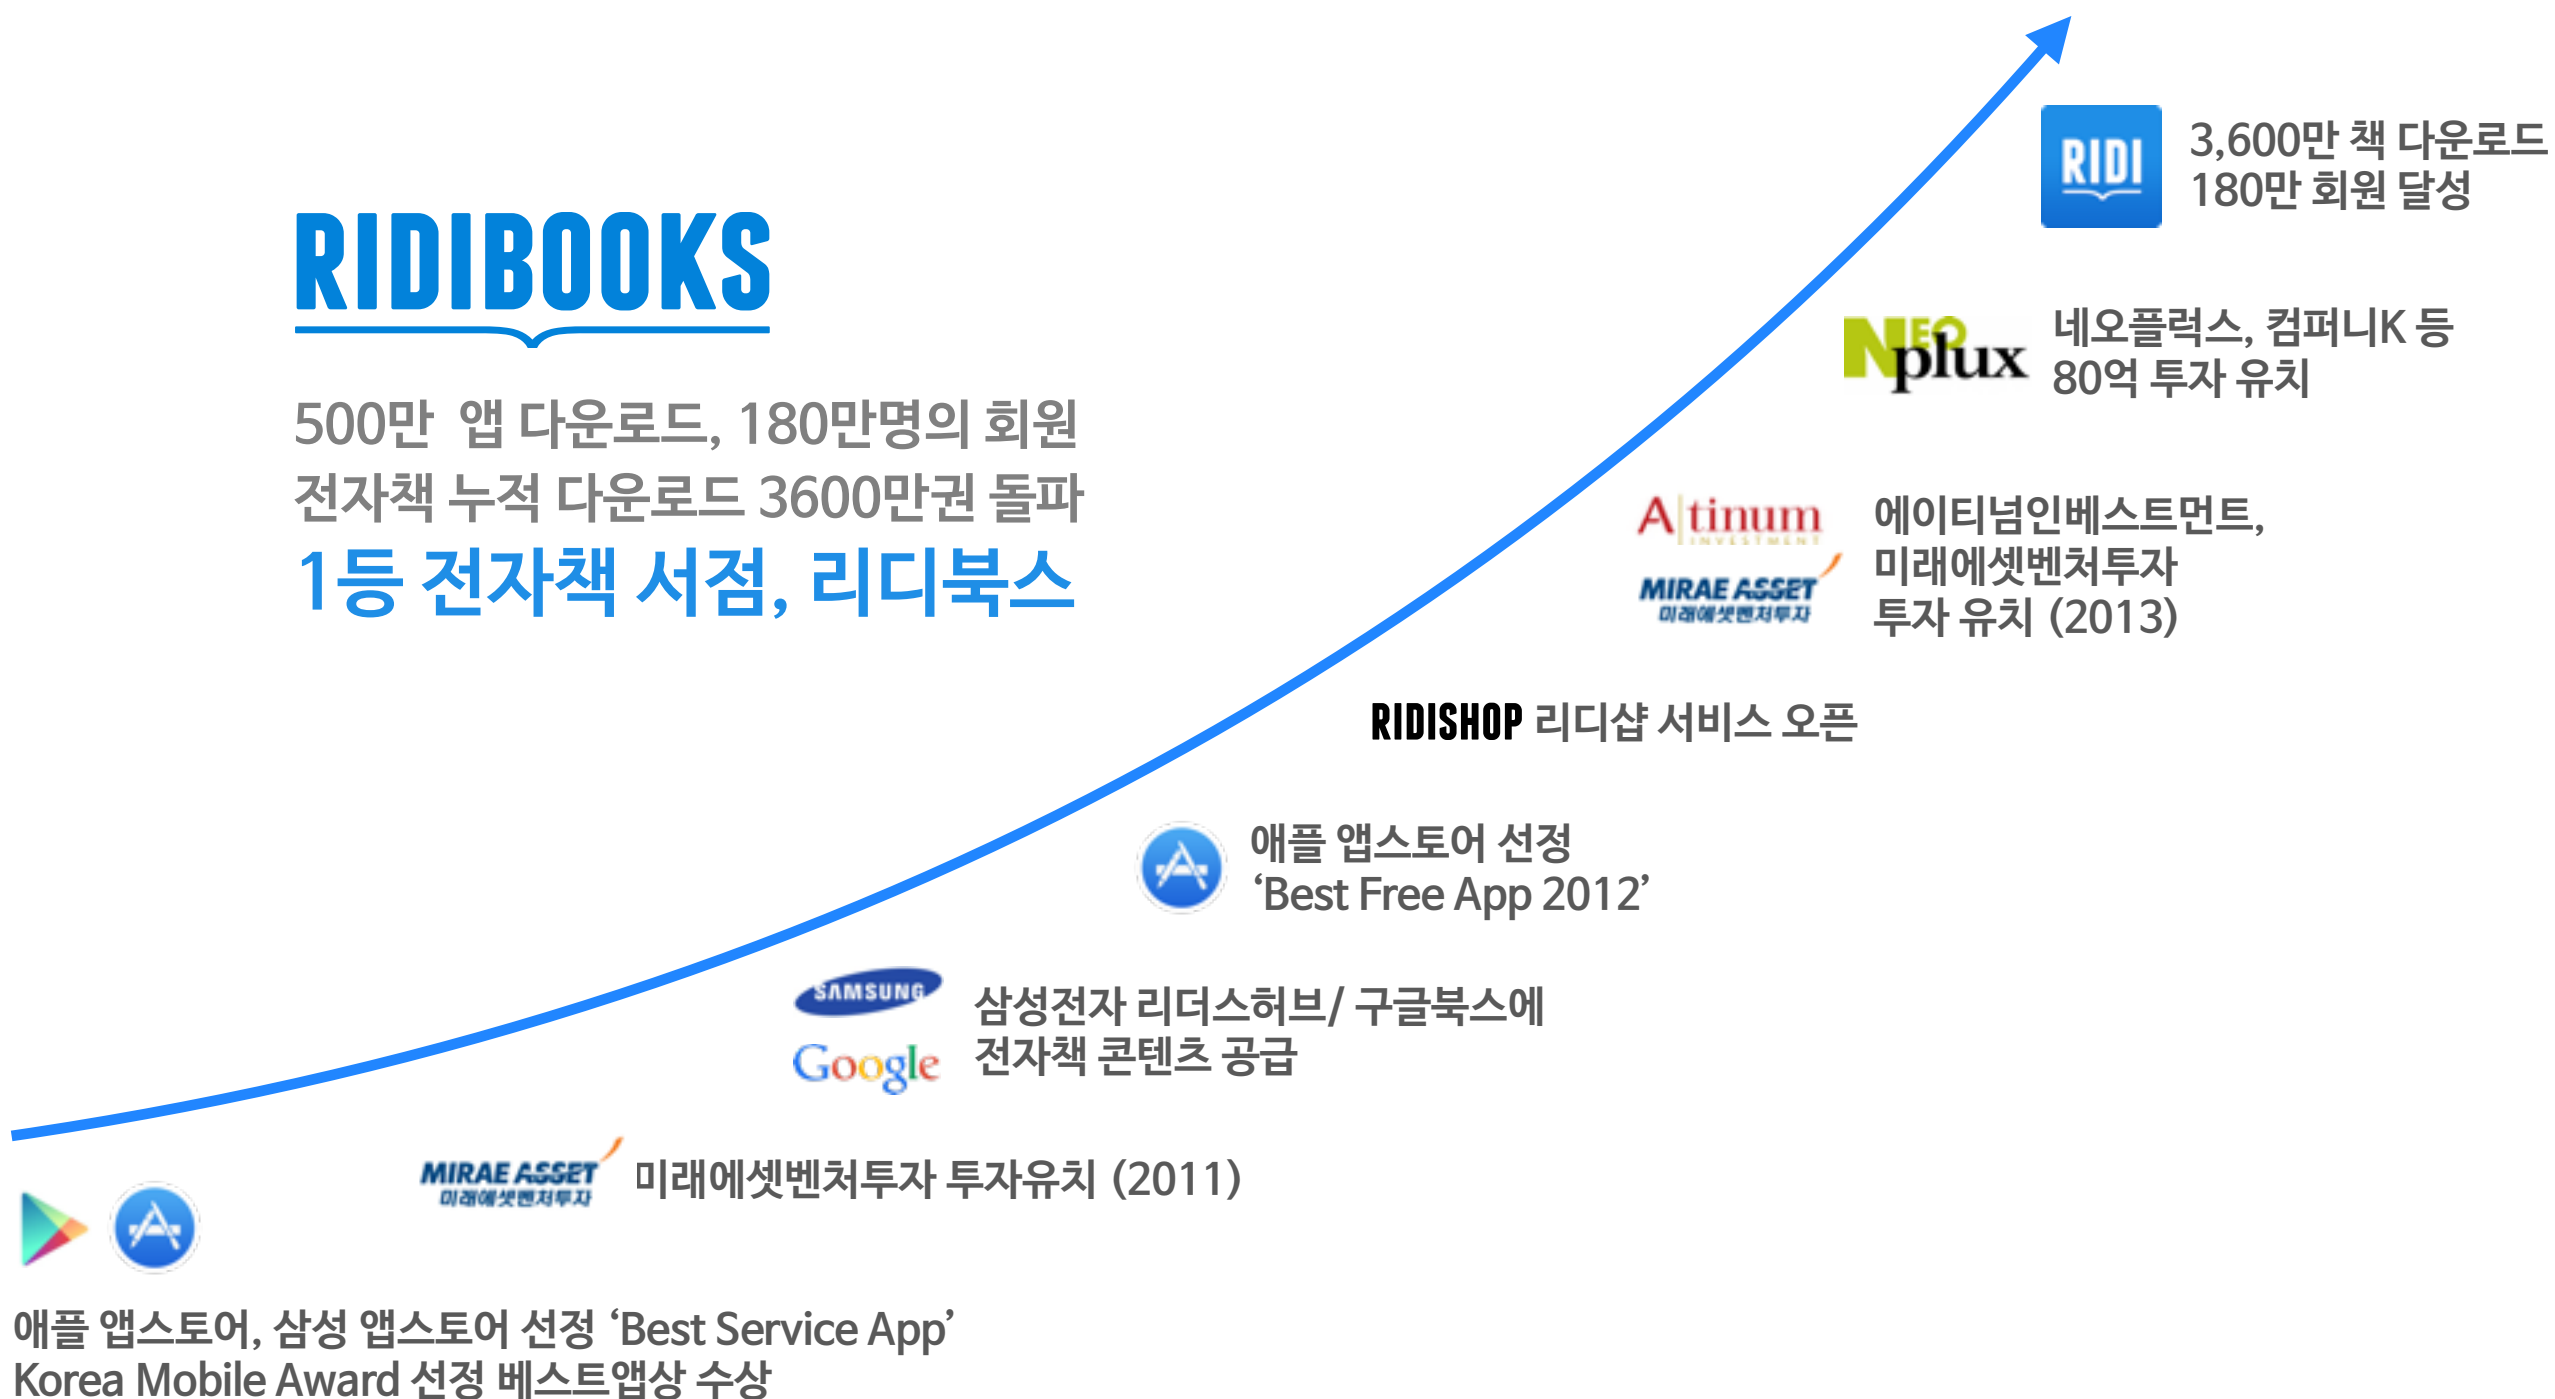 RIDIBOOKS
500만 앱 다운로드, 180만명의 회원
전자책 누적 다운로드 3600만권 돌파
1등 전자책 서점, 리디북스
RIDI
3,600만 책 다운로드
180만 회원 달성
NEOplux
네오플럭스, 컴퍼니K 등
80억 투자 유치
Atinum
INVESTMENT
에이티넘인베스트먼트,
MIRAE ASSET
미래에셋벤처투자
미래에셋벤처투자
투자 유치 (2013)
RIDISHOP 리디샵 서비스 오픈
애플 앱스토어 선정
‘Best Free App 2012’
SAMSUNG
Google
삼성전자 리더스허브/ 구글북스에
전자책 콘텐츠 공급
MIRAE ASSET
미래에셋벤처투자
미래에셋벤처투자 투자유치 (2011)
애플 앱스토어, 삼성 앱스토어 선정 ‘Best Service App’
Korea Mobile Award 선정 베스트앱상 수상